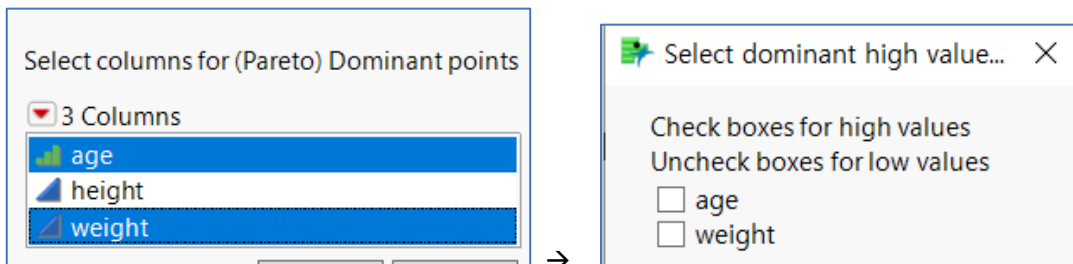 Select columns for (Pareto) Dominant points
3 Columns
age
height
weight
→
Select dominant high value...
Check boxes for high values
Uncheck boxes for low values
age
weight